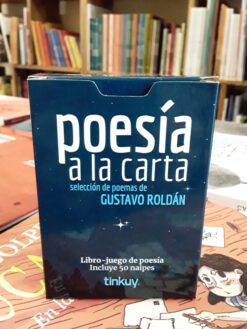 poesía
a la carta
selección de poemas de
GUSTAVO ROLDÁN
Libro-juego de poesía
Incluye 50 naipes
tinkuy